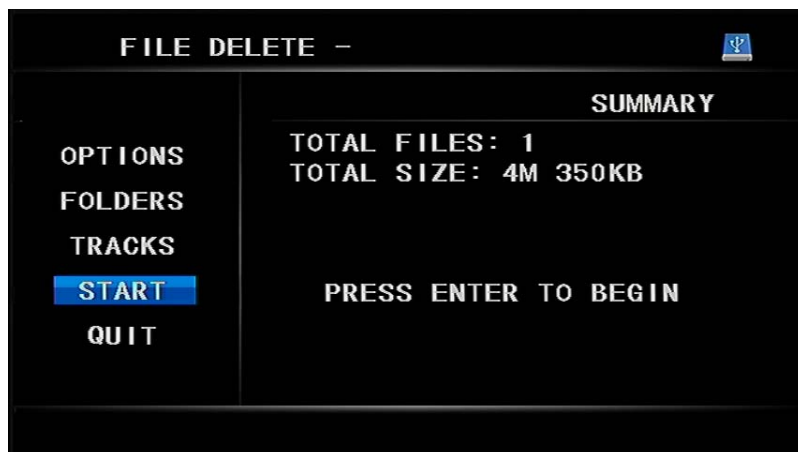 FILE DELETE -
SUMMARY
TOTAL FILES: 1
TOTAL SIZE: 4M 350KB
OPTIONS
FOLDERS
TRACKS
START
QUIT
PRESS ENTER TO BEGIN